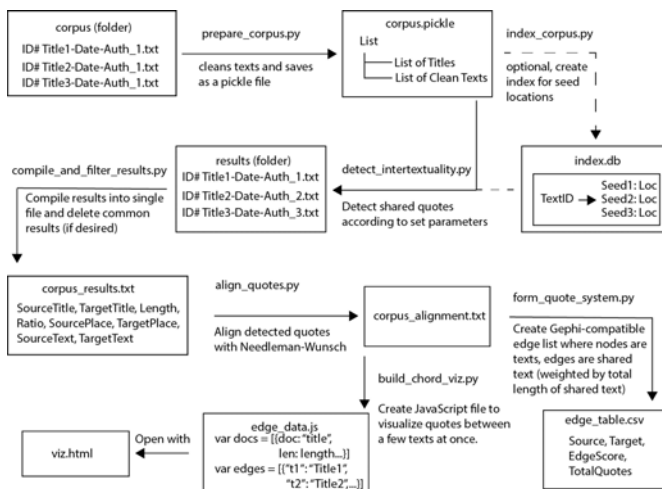 corpus (folder)
ID# Title1-Date-Auth_1.txt
ID# Title2-Date-Auth_1.txt
ID# Title3-Date-Auth_1.txt
prepare_corpus.py
cleans texts and saves
as a pickle file
corpus.pickle
List
List of Titles
List of Clean Texts
index_corpus.py
optional, create
index for seed
locations
compile_and_filter_results.py
Compile results into single
file and delete common
results (if desired)
results (folder)
ID# Title1-Date-Auth_1.txt
ID# Title2-Date-Auth_2.txt
ID# Title3-Date-Auth_3.txt
detect_intertextuality.py
Detect shared quotes
according to set parameters
index.db
TextID
Seed1: Loc
Seed2: Loc
Seed3: Loc
corpus_results.txt
SourceTitle, TargetTitle, Length,
Ratio, SourcePlace, TargetPlace,
SourceText, TargetText
align_quotes.py
Align detected quotes
with Needleman-Wunsch
corpus_alignment.txt
form_quote_system.py
Create Gephi-compatible
edge list where nodes are
texts, edges are shared
text (weighted by total
length of shared text)
build_chord_viz.py
Create JavaScript file to
visualize quotes between
a few texts at once.
viz.html
Open with
edge_data.js
var docs = [{doc: "title",
len: length...}]
var edges = [{"t1": "Title1",
"t2": "Title2",...}]
edge_table.csv
Source, Target,
EdgeScore,
TotalQuotes